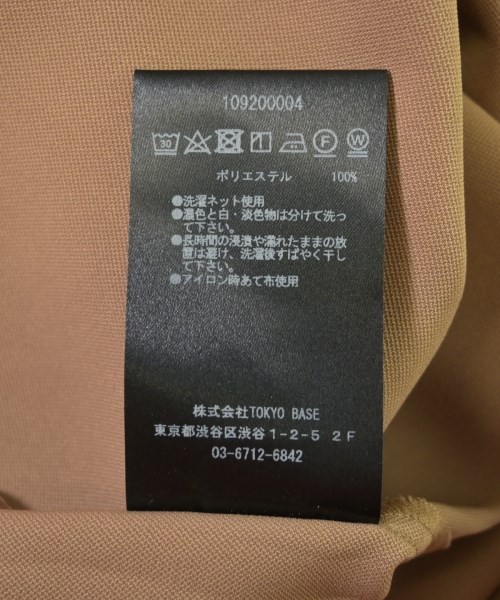 109200004
30 F W
ポリエステル 100%
●洗濯ネット使用
●濃色と白・淡色物は分けて洗っ
て下さい。
●長時間の浸漬や濡れたままの放
置は避け、洗濯後すばやく干し
て下さい。
●アイロン時あて布使用
株式会社TOKYO BASE
東京都渋谷区渋谷1-2-5 2F
03-6712-6842